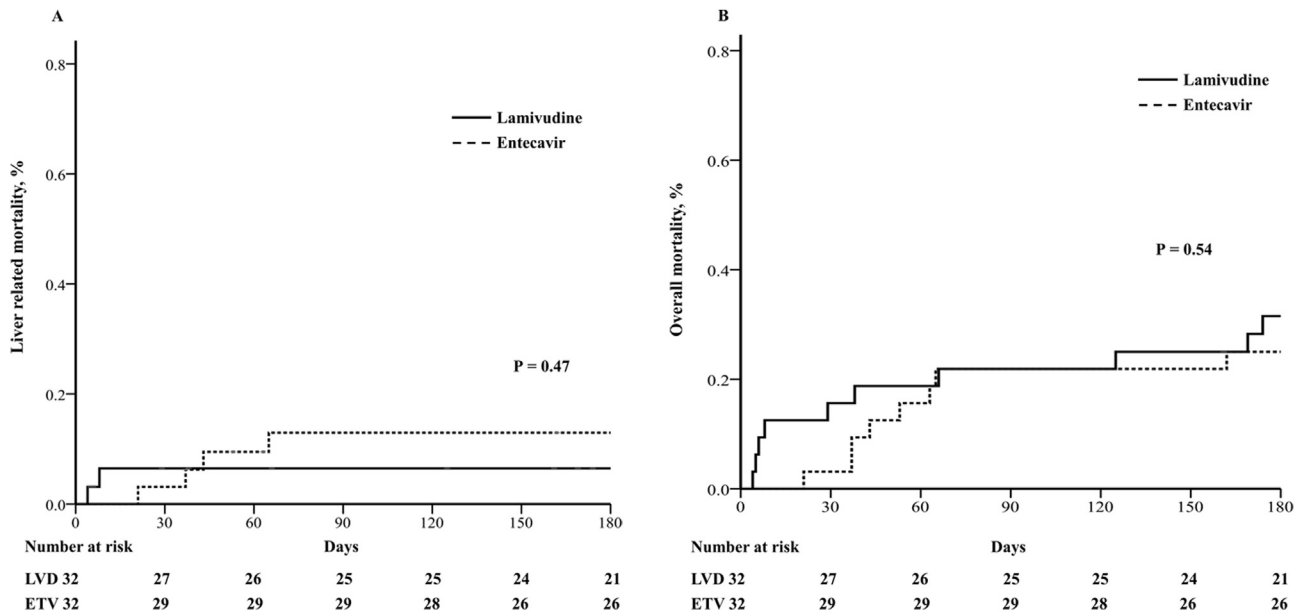 A
Liver related mortality, %
0.8
0.6
0.4
0.2
0.0
Lamivudine
Entecavir
P = 0.47
0 30 60 90 120 150 180
Number at risk Days
LVD 32 27 26 25 25 24 21
ETV 32 29 29 29 28 26 26
B
Overall mortality, %
0.8
0.6
0.4
0.2
0.0
Lamivudine
Entecavir
P = 0.54
0 30 60 90 120 150 180
Number at risk Days
LVD 32 27 26 25 25 24 21
ETV 32 29 29 29 28 26 26